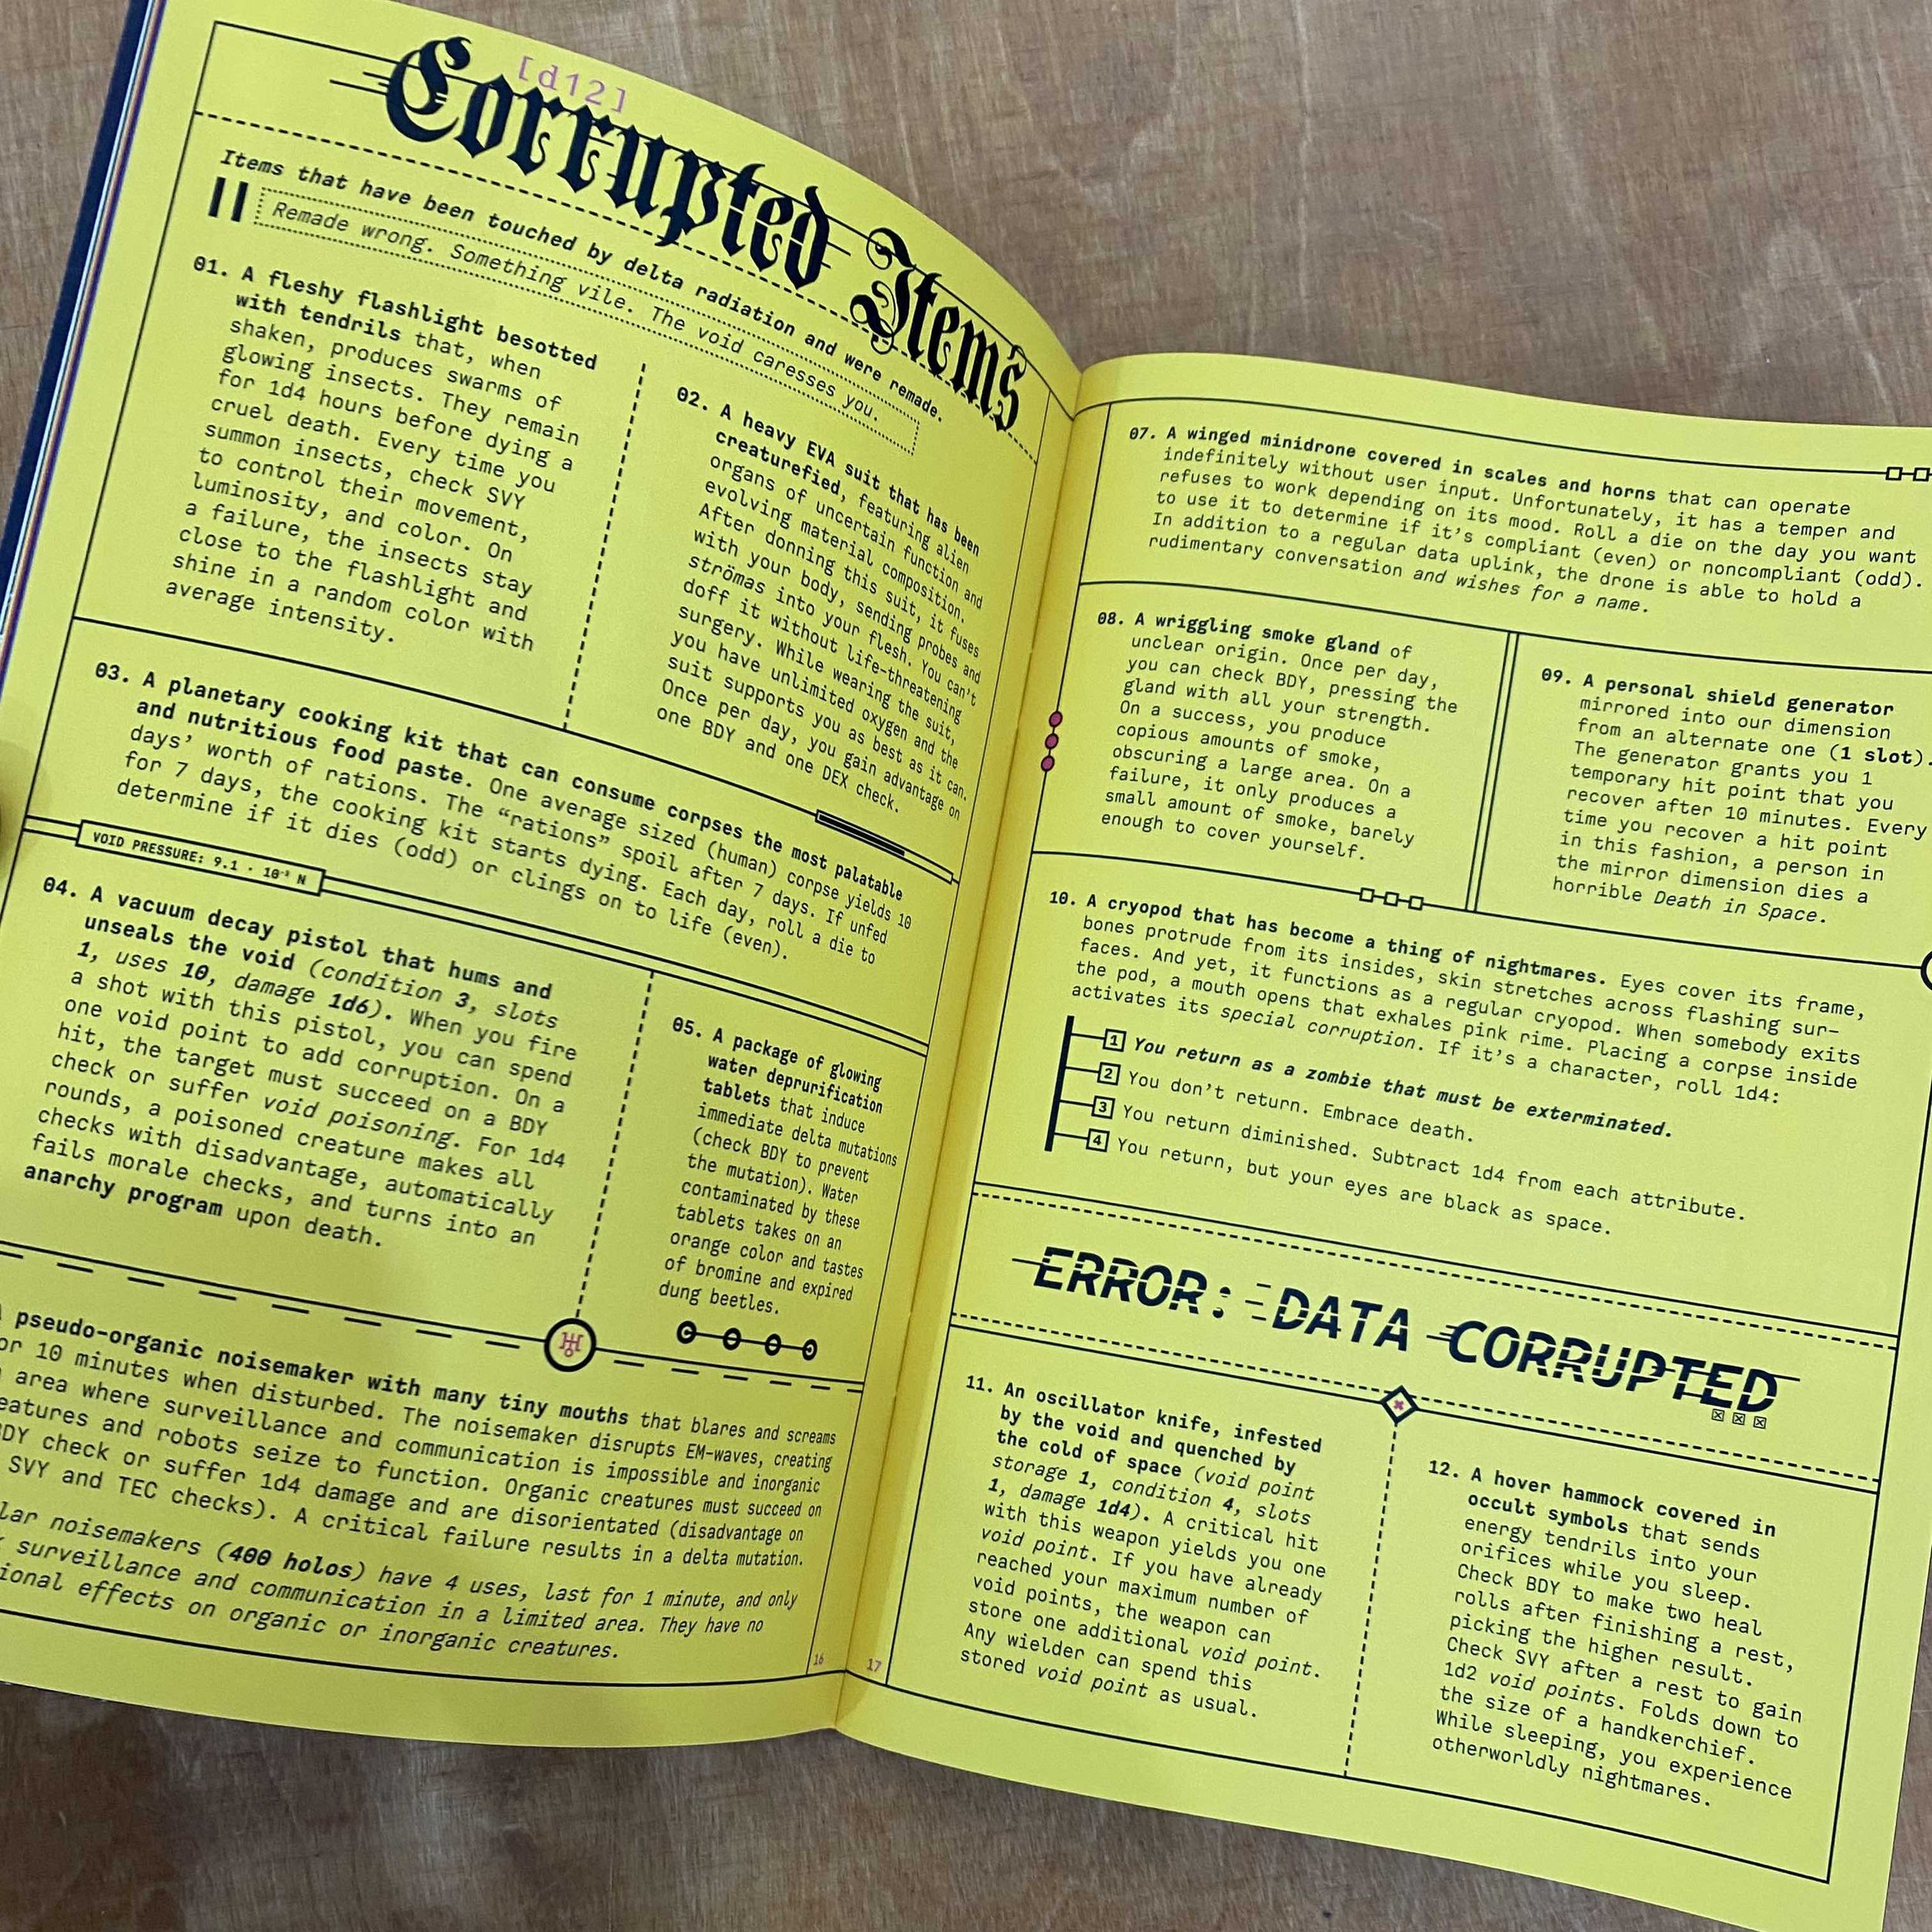 [d12]
Corrupted Items
Items that have been touched by delta radiation and were remade.
Remade wrong. Something vile. The void caresses you.
01. A fleshy flashlight besotted
with tendrils that, when
shaken, produces swarms of
glowing insects. They remain
for 1d4 hours before dying a
cruel death. Every time you
summon insects, check SVY
to control their movement,
luminosity, and color. On
a failure, the insects stay
close to the flashlight and
shine in a random color with
average intensity.
02. A heavy EVA suit that has been
creaturefied, featuring alien
organs of uncertain function and
evolving material composition.
After donning this suit, it fuses
with your body, sending probes and
strömas into your flesh. You can't
doff it without life-threatening
surgery. While wearing the suit,
you have unlimited oxygen and the
suit supports you as best as it can.
Once per day, you gain advantage on
one BDY and one DEX check.
03. A planetary cooking kit that can consume corpses the most palatable
and nutritious food paste. One average sized (human) corpse yields 10
days' worth of rations. The “rations” spoil after 7 days. If unfed
for 7 days, the cooking kit starts dying. Each day, roll a die to
determine if it dies (odd) or clings on to life (even).
VOID PRESSURE: 9.1 · 10⁻³ N
04. A vacuum decay pistol that hums and
unseals the void (condition 3, slots
1, uses 10, damage 1d6). When you fire
a shot with this pistol, you can spend
one void point to add corruption. On a
hit, the target must succeed on a BDY
check or suffer void poisoning. For 1d4
rounds, a poisoned creature makes all
checks with disadvantage, automatically
fails morale checks, and turns into an
anarchy program upon death.
05. A package of glowing
water deprurification
tablets that induce
immediate delta mutations
(check BDY to prevent
the mutation). Water
contaminated by these
tablets takes on an
orange color and tastes
of bromine and expired
dung beetles.
pseudo-organic noisemaker with many tiny mouths that blares and screams
or 10 minutes when disturbed. The noisemaker disrupts EM-waves, creating
area where surveillance and communication is impossible and inorganic
eatures and robots seize to function. Organic creatures must succeed on
BDY check or suffer 1d4 damage and are disorientated (disadvantage on
SVY and TEC checks). A critical failure results in a delta mutation.
lar noisemakers (400 holos) have 4 uses, last for 1 minute, and only
surveillance and communication in a limited area. They have no
ional effects on organic or inorganic creatures.
16
07. A winged minidrone covered in scales and horns that can operate
indefinitely without user input. Unfortunately, it has a temper and
refuses to work depending on its mood. Roll a die on the day you want
to use it to determine if it's compliant (even) or noncompliant (odd).
In addition to a regular data uplink, the drone is able to hold a
rudimentary conversation and wishes for a name.
08. A wriggling smoke gland of
unclear origin. Once per day,
you can check BDY, pressing the
gland with all your strength.
On a success, you produce
copious amounts of smoke,
obscuring a large area. On a
failure, it only produces a
small amount of smoke, barely
enough to cover yourself.
09. A personal shield generator
mirrored into our dimension
from an alternate one (1 slot).
The generator grants you 1
temporary hit point that you
recover after 10 minutes. Every
time you recover a hit point
in this fashion, a person in
the mirror dimension dies a
horrible Death in Space.
10. A cryopod that has become a thing of nightmares. Eyes cover its frame,
bones protrude from its insides, skin stretches across flashing sur-
faces. And yet, it functions as a regular cryopod. When somebody exits
the pod, a mouth opens that exhales pink rime. Placing a corpse inside
activates its special corruption. If it's a character, roll 1d4:
1 You return as a zombie that must be exterminated.
2 You don't return. Embrace death.
3 You return diminished. Subtract 1d4 from each attribute.
4 You return, but your eyes are black as space.
ERROR: DATA CORRUPTED
11. An oscillator knife, infested
by the void and quenched by
the cold of space (void point
storage 1, condition 4, slots
1, damage 1d4). A critical hit
with this weapon yields you one
void point. If you have already
reached your maximum number of
void points, the weapon can
store one additional void point.
Any wielder can spend this
stored void point as usual.
12. A hover hammock covered in
occult symbols that sends
energy tendrils into your
orifices while you sleep.
Check BDY to make two heal
rolls after finishing a rest,
picking the higher result.
Check SVY after a rest to gain
1d2 void points. Folds down to
the size of a handkerchief.
While sleeping, you experience
otherworldly nightmares.
17